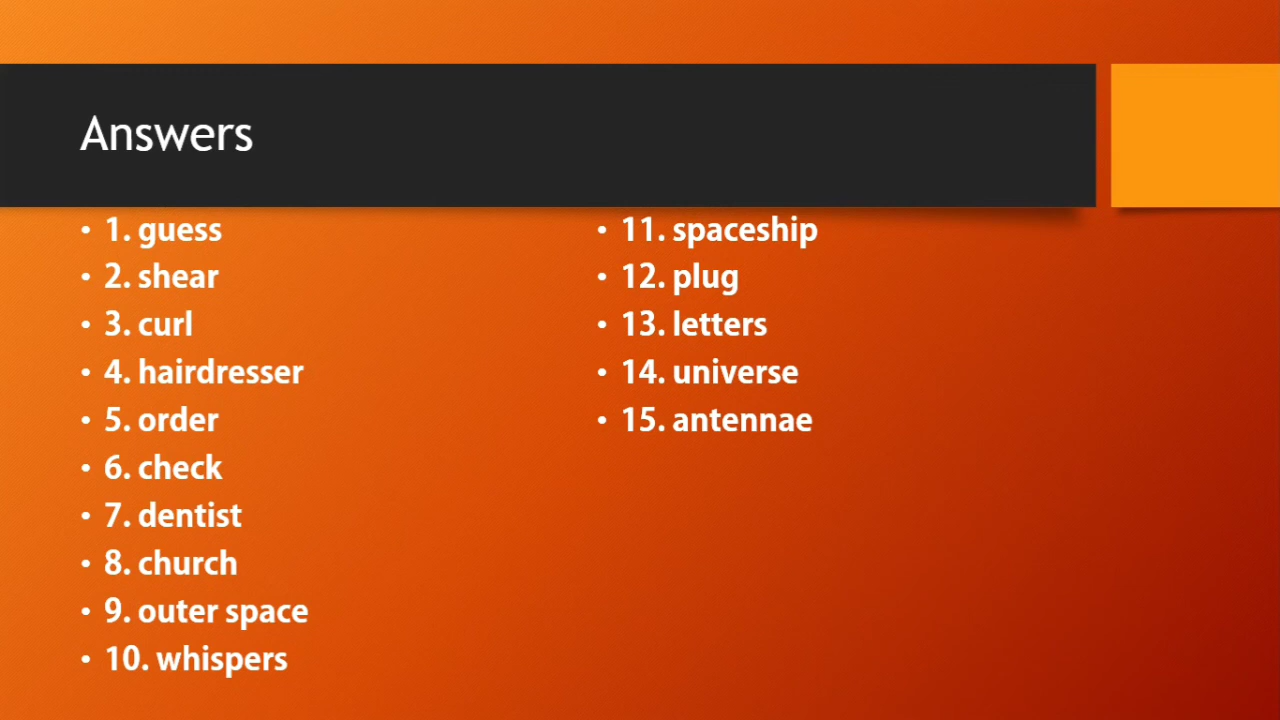 Answers
• 1. guess
• 2. shear
• 3. curl
• 4. hairdresser
• 5. order
• 6. check
• 7. dentist
• 8. church
• 9. outer space
• 10. whispers
• 11. spaceship
• 12. plug
• 13. letters
• 14. universe
• 15. antennae